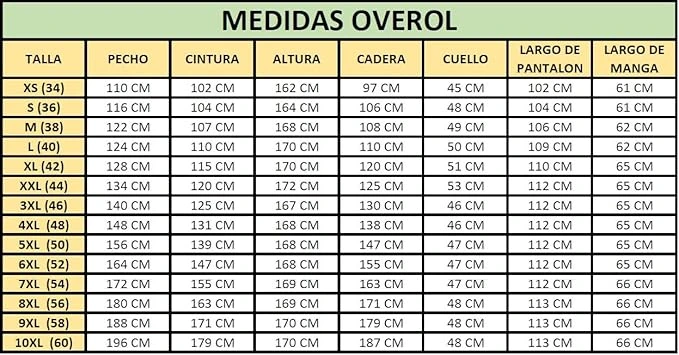 MEDIDAS OVEROL
TALLA PECHO CINTURA ALTURA CADERA CUELLO LARGO DE PANTALON LARGO DE MANGA
XS (34) 110 CM 102 CM 162 CM 97 CM 45 CM 102 CM 61 CM
S (36) 116 CM 104 CM 164 CM 106 CM 48 CM 104 CM 61 CM
M (38) 122 CM 107 CM 168 CM 108 CM 49 CM 106 CM 62 CM
L (40) 124 CM 110 CM 170 CM 110 CM 50 CM 109 CM 62 CM
XL (42) 128 CM 115 CM 170 CM 120 CM 51 CM 110 CM 65 CM
XXL (44) 134 CM 120 CM 172 CM 125 CM 53 CM 112 CM 65 CM
3XL (46) 140 CM 125 CM 167 CM 130 CM 46 CM 112 CM 65 CM
4XL (48) 148 CM 131 CM 168 CM 138 CM 46 CM 112 CM 65 CM
5XL (50) 156 CM 139 CM 168 CM 147 CM 47 CM 112 CM 65 CM
6XL (52) 164 CM 147 CM 168 CM 155 CM 47 CM 112 CM 65 CM
7XL (54) 172 CM 155 CM 169 CM 163 CM 47 CM 112 CM 66 CM
8XL (56) 180 CM 163 CM 169 CM 171 CM 48 CM 113 CM 66 CM
9XL (58) 188 CM 171 CM 170 CM 179 CM 48 CM 113 CM 66 CM
10XL (60) 196 CM 179 CM 170 CM 187 CM 48 CM 113 CM 66 CM